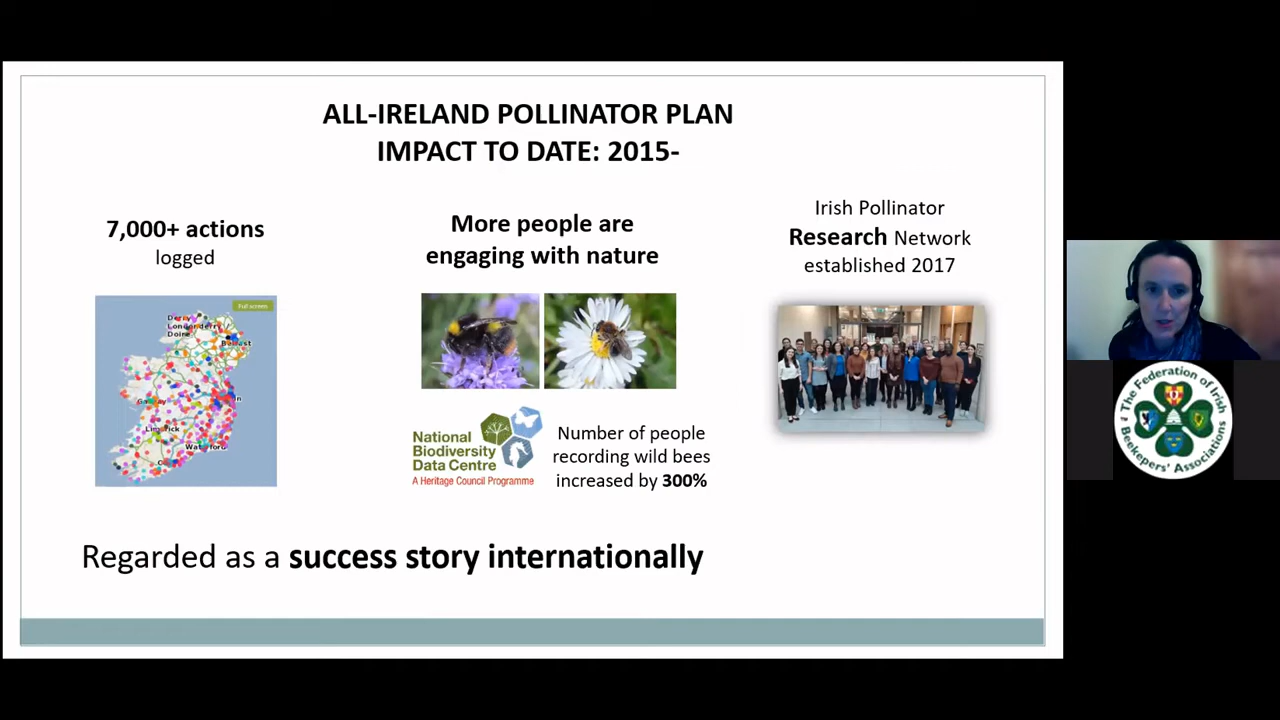 ALL-IRELAND POLLINATOR PLAN
IMPACT TO DATE: 2015-
7,000+ actions
logged
Full screen
Derry
Londonderry
Doire
Belfast
Limerick
More people are
engaging with nature
National
Biodiversity
Data Centre
A Heritage Council Programme
Number of people
recording wild bees
increased by 300%
Irish Pollinator
Research Network
established 2017
Regarded as a success story internationally
The Federation of Irish
Beekepers' Associations